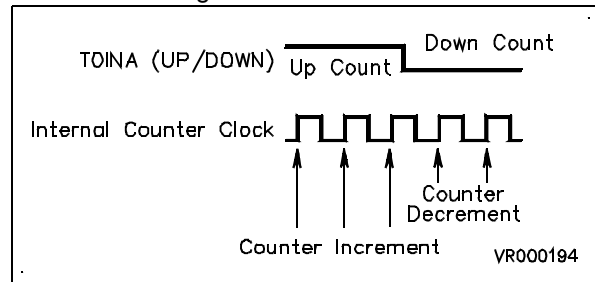 TOINA (UP/DOWN)
Up Count
Down Count
Internal Counter Clock
Counter
Decrement
Counter Increment
VR000194